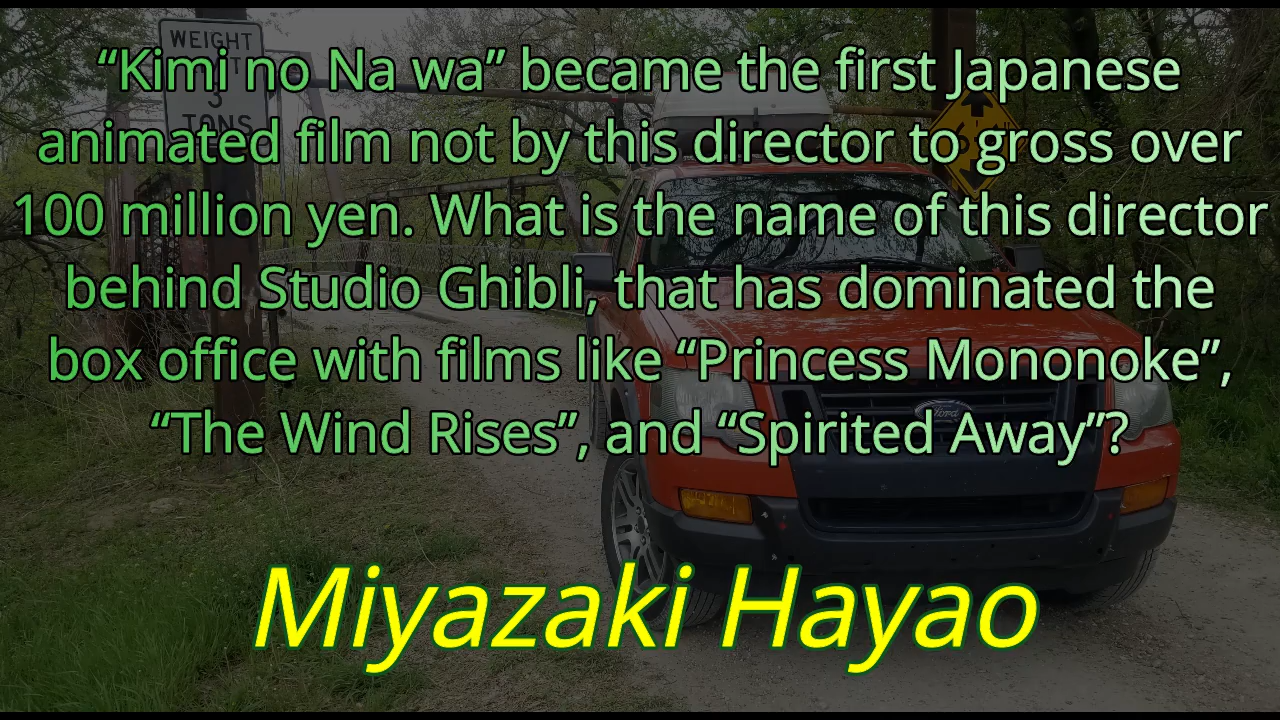 “Kimi no Na wa” became the first Japanese
animated film not by this director to gross over
100 million yen. What is the name of this director
behind Studio Ghibli, that has dominated the
box office with films like “Princess Mononoke”,
“The Wind Rises”, and “Spirited Away”?
Miyazaki Hayao
WEIGHT
3
TONS
Ford